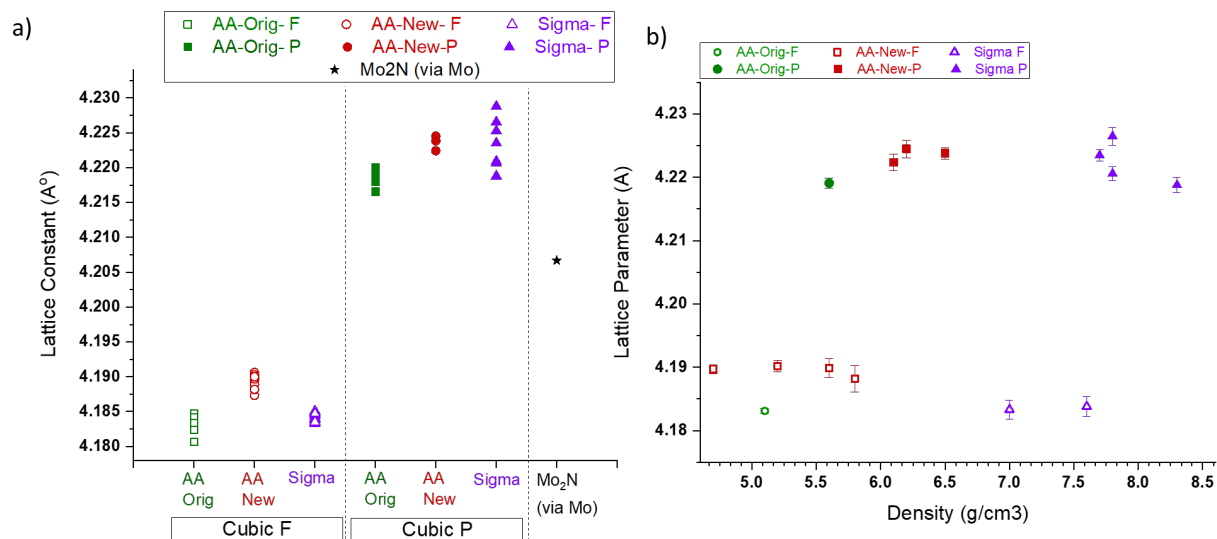 a)
AA-Orig- F
AA-New- F
Sigma- F
AA-Orig- P
AA-New-P
Sigma- P
Mo2N (via Mo)
Lattice Constant (A⁰)
4.230
4.225
4.220
4.215
4.210
4.205
4.200
4.195
4.190
4.185
4.180
AA
Orig
AA
New
Sigma
AA
Orig
AA
New
Sigma
Mo₂N
(via Mo)
Cubic F
Cubic P
b)
AA-Orig-F
AA-New-F
Sigma F
AA-Orig-P
AA-New-P
Sigma P
Lattice Parameter (A)
4.23
4.22
4.21
4.20
4.19
4.18
5.0 5.5 6.0 6.5 7.0 7.5 8.0 8.5
Density (g/cm3)